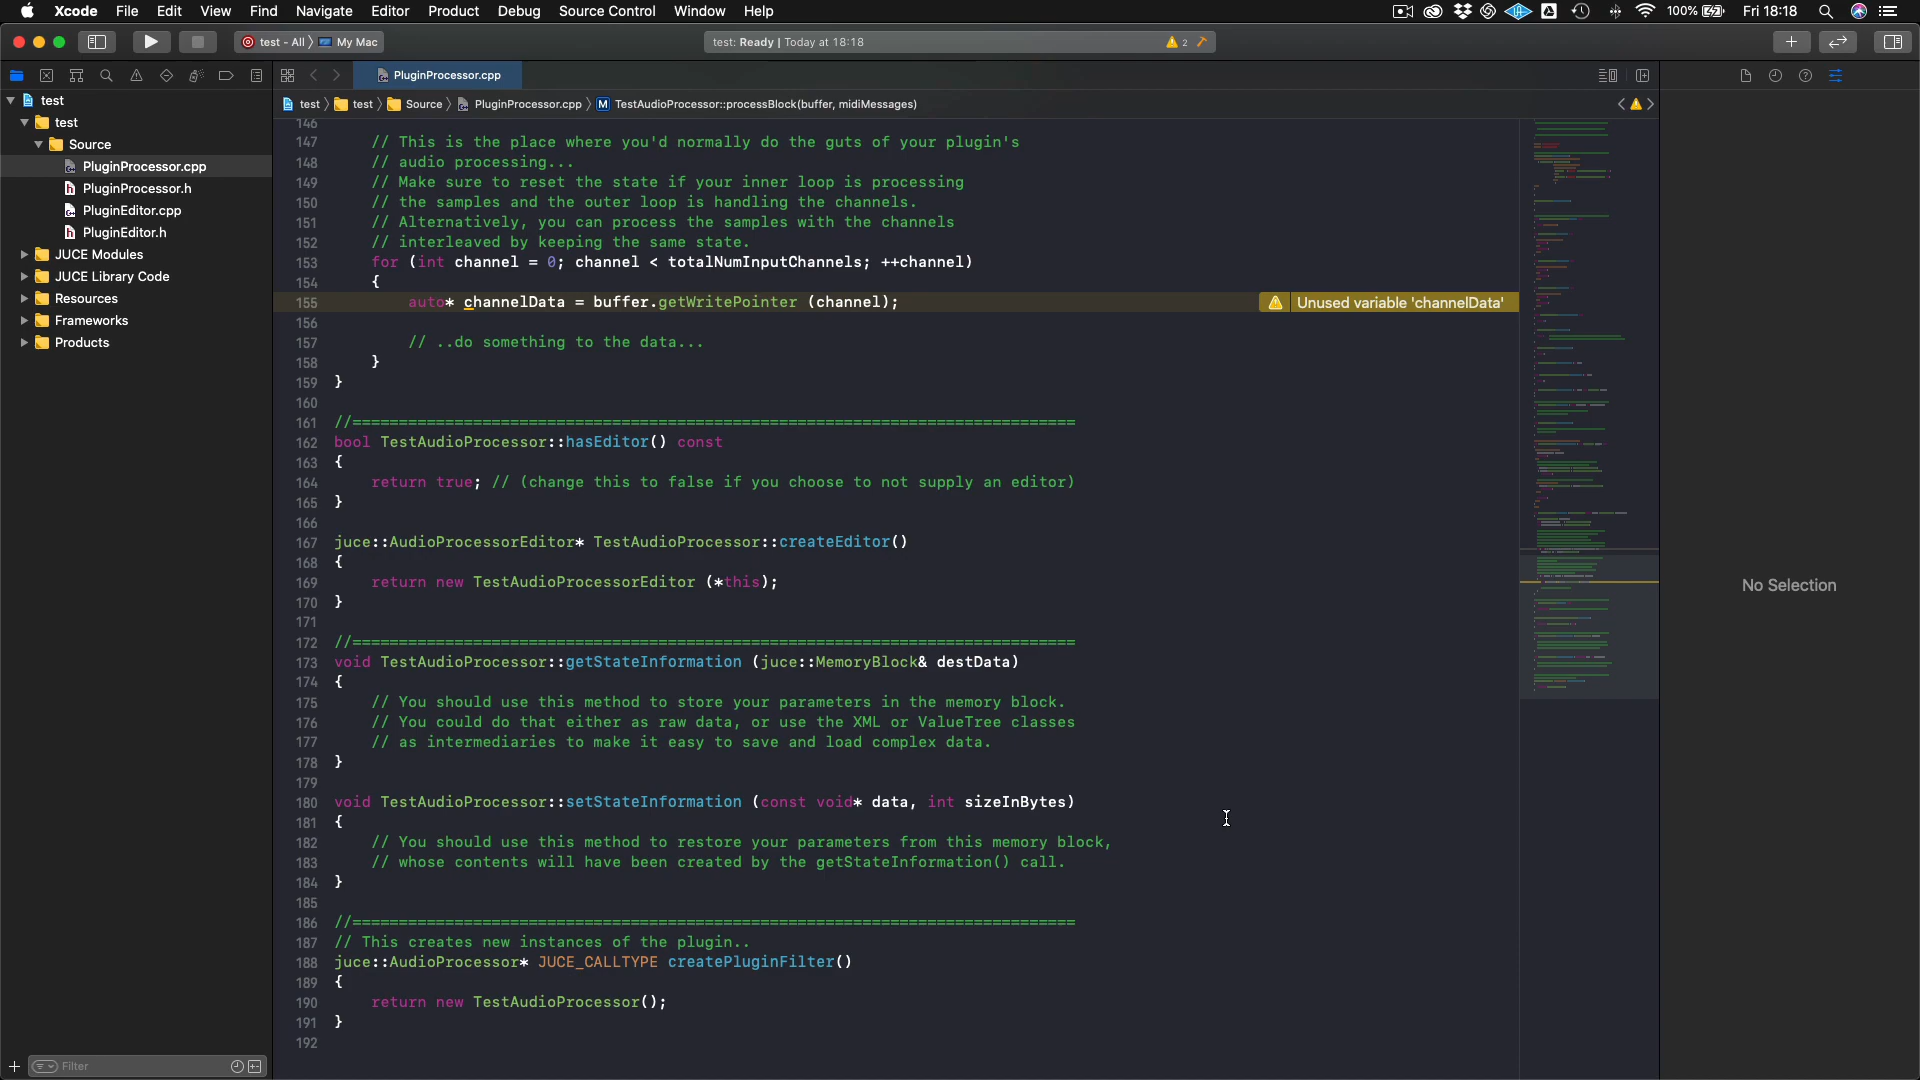 Xcode File Edit View Find Navigate Editor Product Debug Source Control Window Help 100% Fri 18:18
test - All My Mac
test: Ready | Today at 18:18 2
PluginProcessor.cpp
test test Source PluginProcessor.cpp M TestAudioProcessor::processBlock(buffer, midiMessages)
test
test
Source
PluginProcessor.cpp
PluginProcessor.h
PluginEditor.cpp
PluginEditor.h
JUCE Modules
JUCE Library Code
Resources
Frameworks
Products
Filter
146
147 // This is the place where you'd normally do the guts of your plugin's
148 // audio processing...
149 // Make sure to reset the state if your inner loop is processing
150 // the samples and the outer loop is handling the channels.
151 // Alternatively, you can process the samples with the channels
152 // interleaved by keeping the same state.
153 for (int channel = 0; channel < totalNumInputChannels; ++channel)
154 {
155 auto* channelData = buffer.getWritePointer (channel); Unused variable 'channelData'
156
157 // ..do something to the data...
158 }
159 }
160
161 //==============================================================================
162 bool TestAudioProcessor::hasEditor() const
163 {
164 return true; // (change this to false if you choose to not supply an editor)
165 }
166
167 juce::AudioProcessorEditor* TestAudioProcessor::createEditor()
168 {
169 return new TestAudioProcessorEditor (*this);
170 }
171
172 //==============================================================================
173 void TestAudioProcessor::getStateInformation (juce::MemoryBlock& destData)
174 {
175 // You should use this method to store your parameters in the memory block.
176 // You could do that either as raw data, or use the XML or ValueTree classes
177 // as intermediaries to make it easy to save and load complex data.
178 }
179
180 void TestAudioProcessor::setStateInformation (const void* data, int sizeInBytes)
181 {
182 // You should use this method to restore your parameters from this memory block,
183 // whose contents will have been created by the getStateInformation() call.
184 }
185
186 //==============================================================================
187 // This creates new instances of the plugin..
188 juce::AudioProcessor* JUCE_CALLTYPE createPluginFilter()
189 {
190 return new TestAudioProcessor();
191 }
192
No Selection